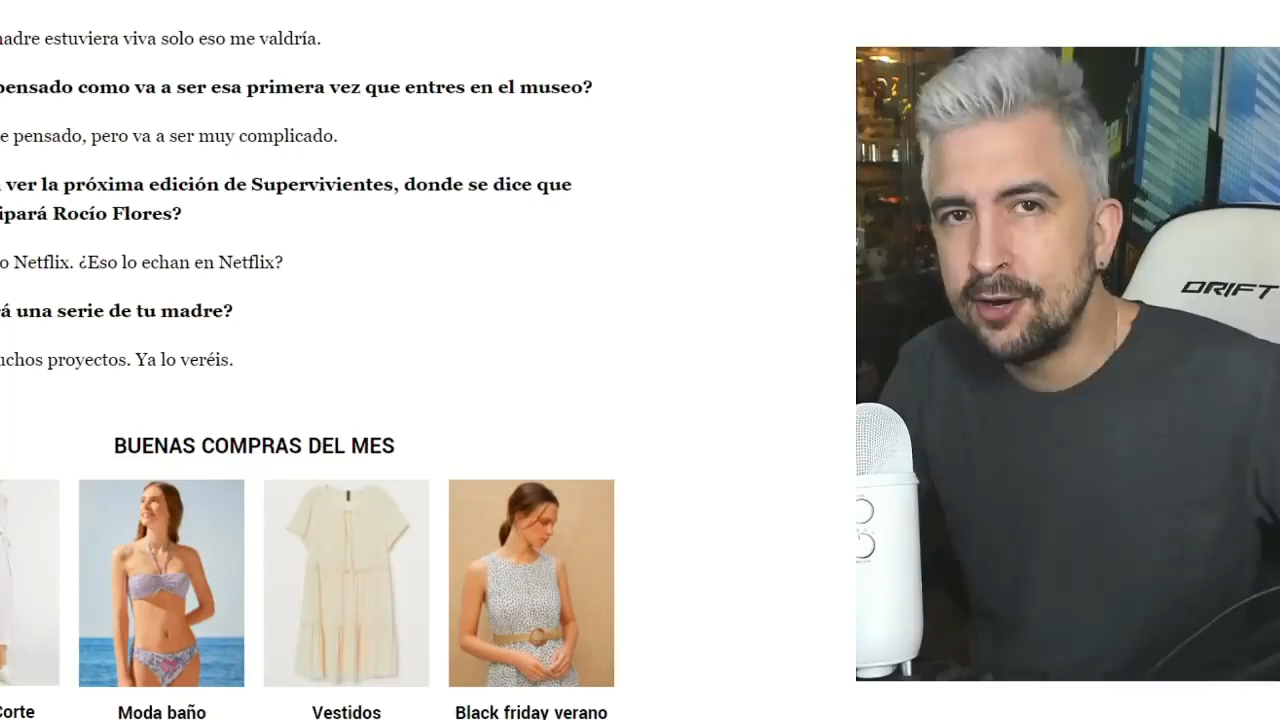 madre estuviera viva solo eso me valdría.
pensado como va a ser esa primera vez que entres en el museo?
e pensado, pero va a ser muy complicado.
ver la próxima edición de Supervivientes, donde se dice que
ipará Rocío Flores?
o Netflix. ¿Eso lo echan en Netflix?
á una serie de tu madre?
uchos proyectos. Ya lo veréis.
BUENAS COMPRAS DEL MES
Corte
Moda baño
Vestidos
Black friday verano
DRIFT